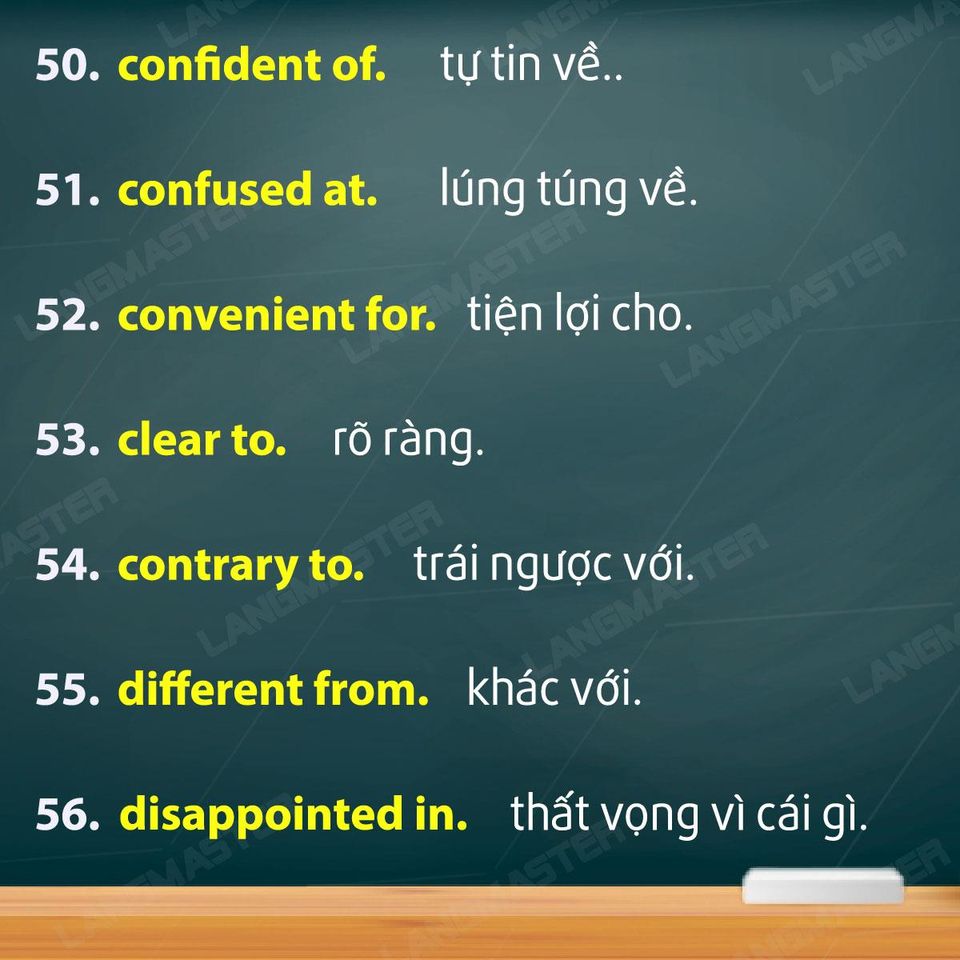 50. confident of. tự tin về..
51. confused at. lúng túng về.
52. convenient for. tiện lợi cho.
53. clear to. rõ ràng.
54. contrary to. trái ngược với.
55. different from. khác với.
56. disappointed in. thất vọng vì cái gì.
LANGMASTER